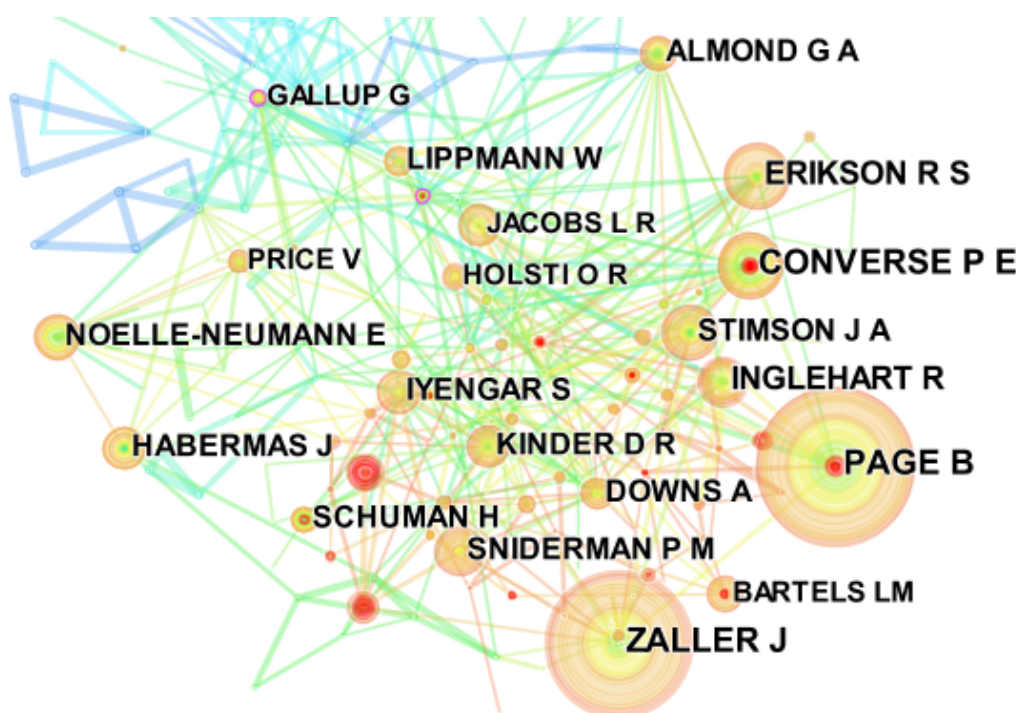 ALMOND G A
GALLUP G
LIPPMANN W
ERIKSON R S
JACOBS L R
PRICE V
HOLSTI O R
CONVERSE P E
NOELLE-NEUMANN E
STIMSON J A
IYENGAR S
INGLEHART R
HABERMAS J
KINDER D R
PAGE B
DOWNS A
SCHUMAN H
SNIDERMAN P M
BARTELS LM
ZALLER J